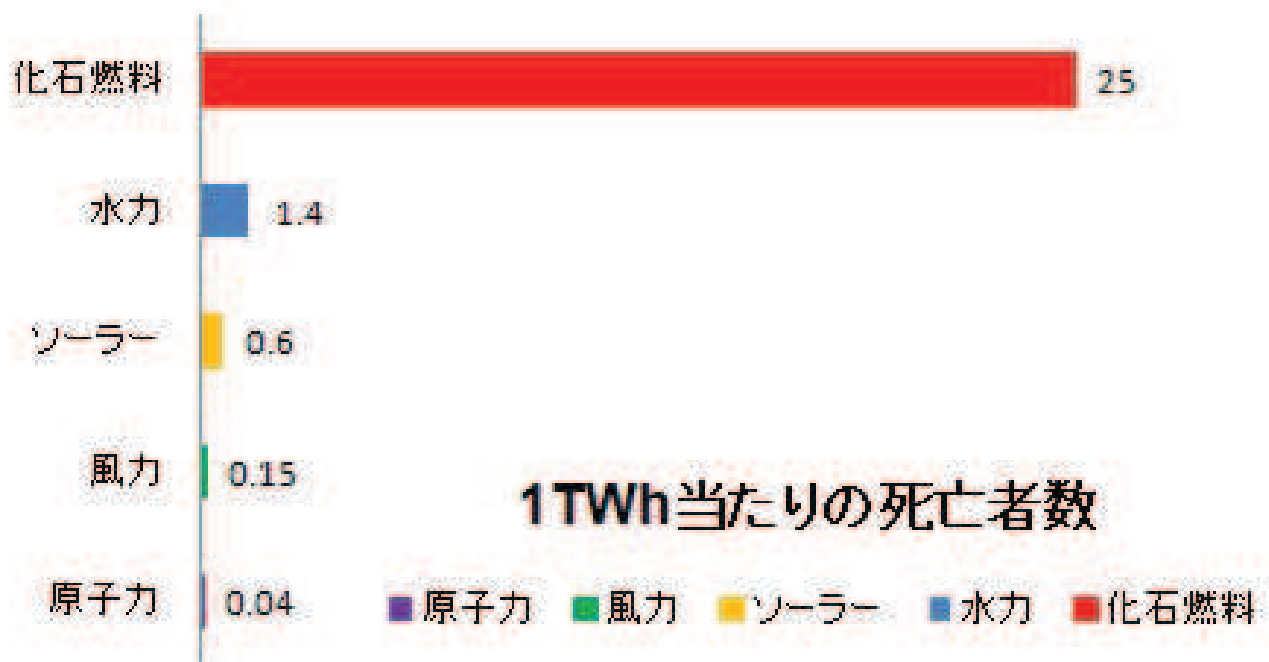 化石燃料 25
水力 1.4
ソーラー 0.6
風力 0.15
1TWh当たりの死亡者数
原子力 0.04
原子力 風力 ソーラー 水力 化石燃料